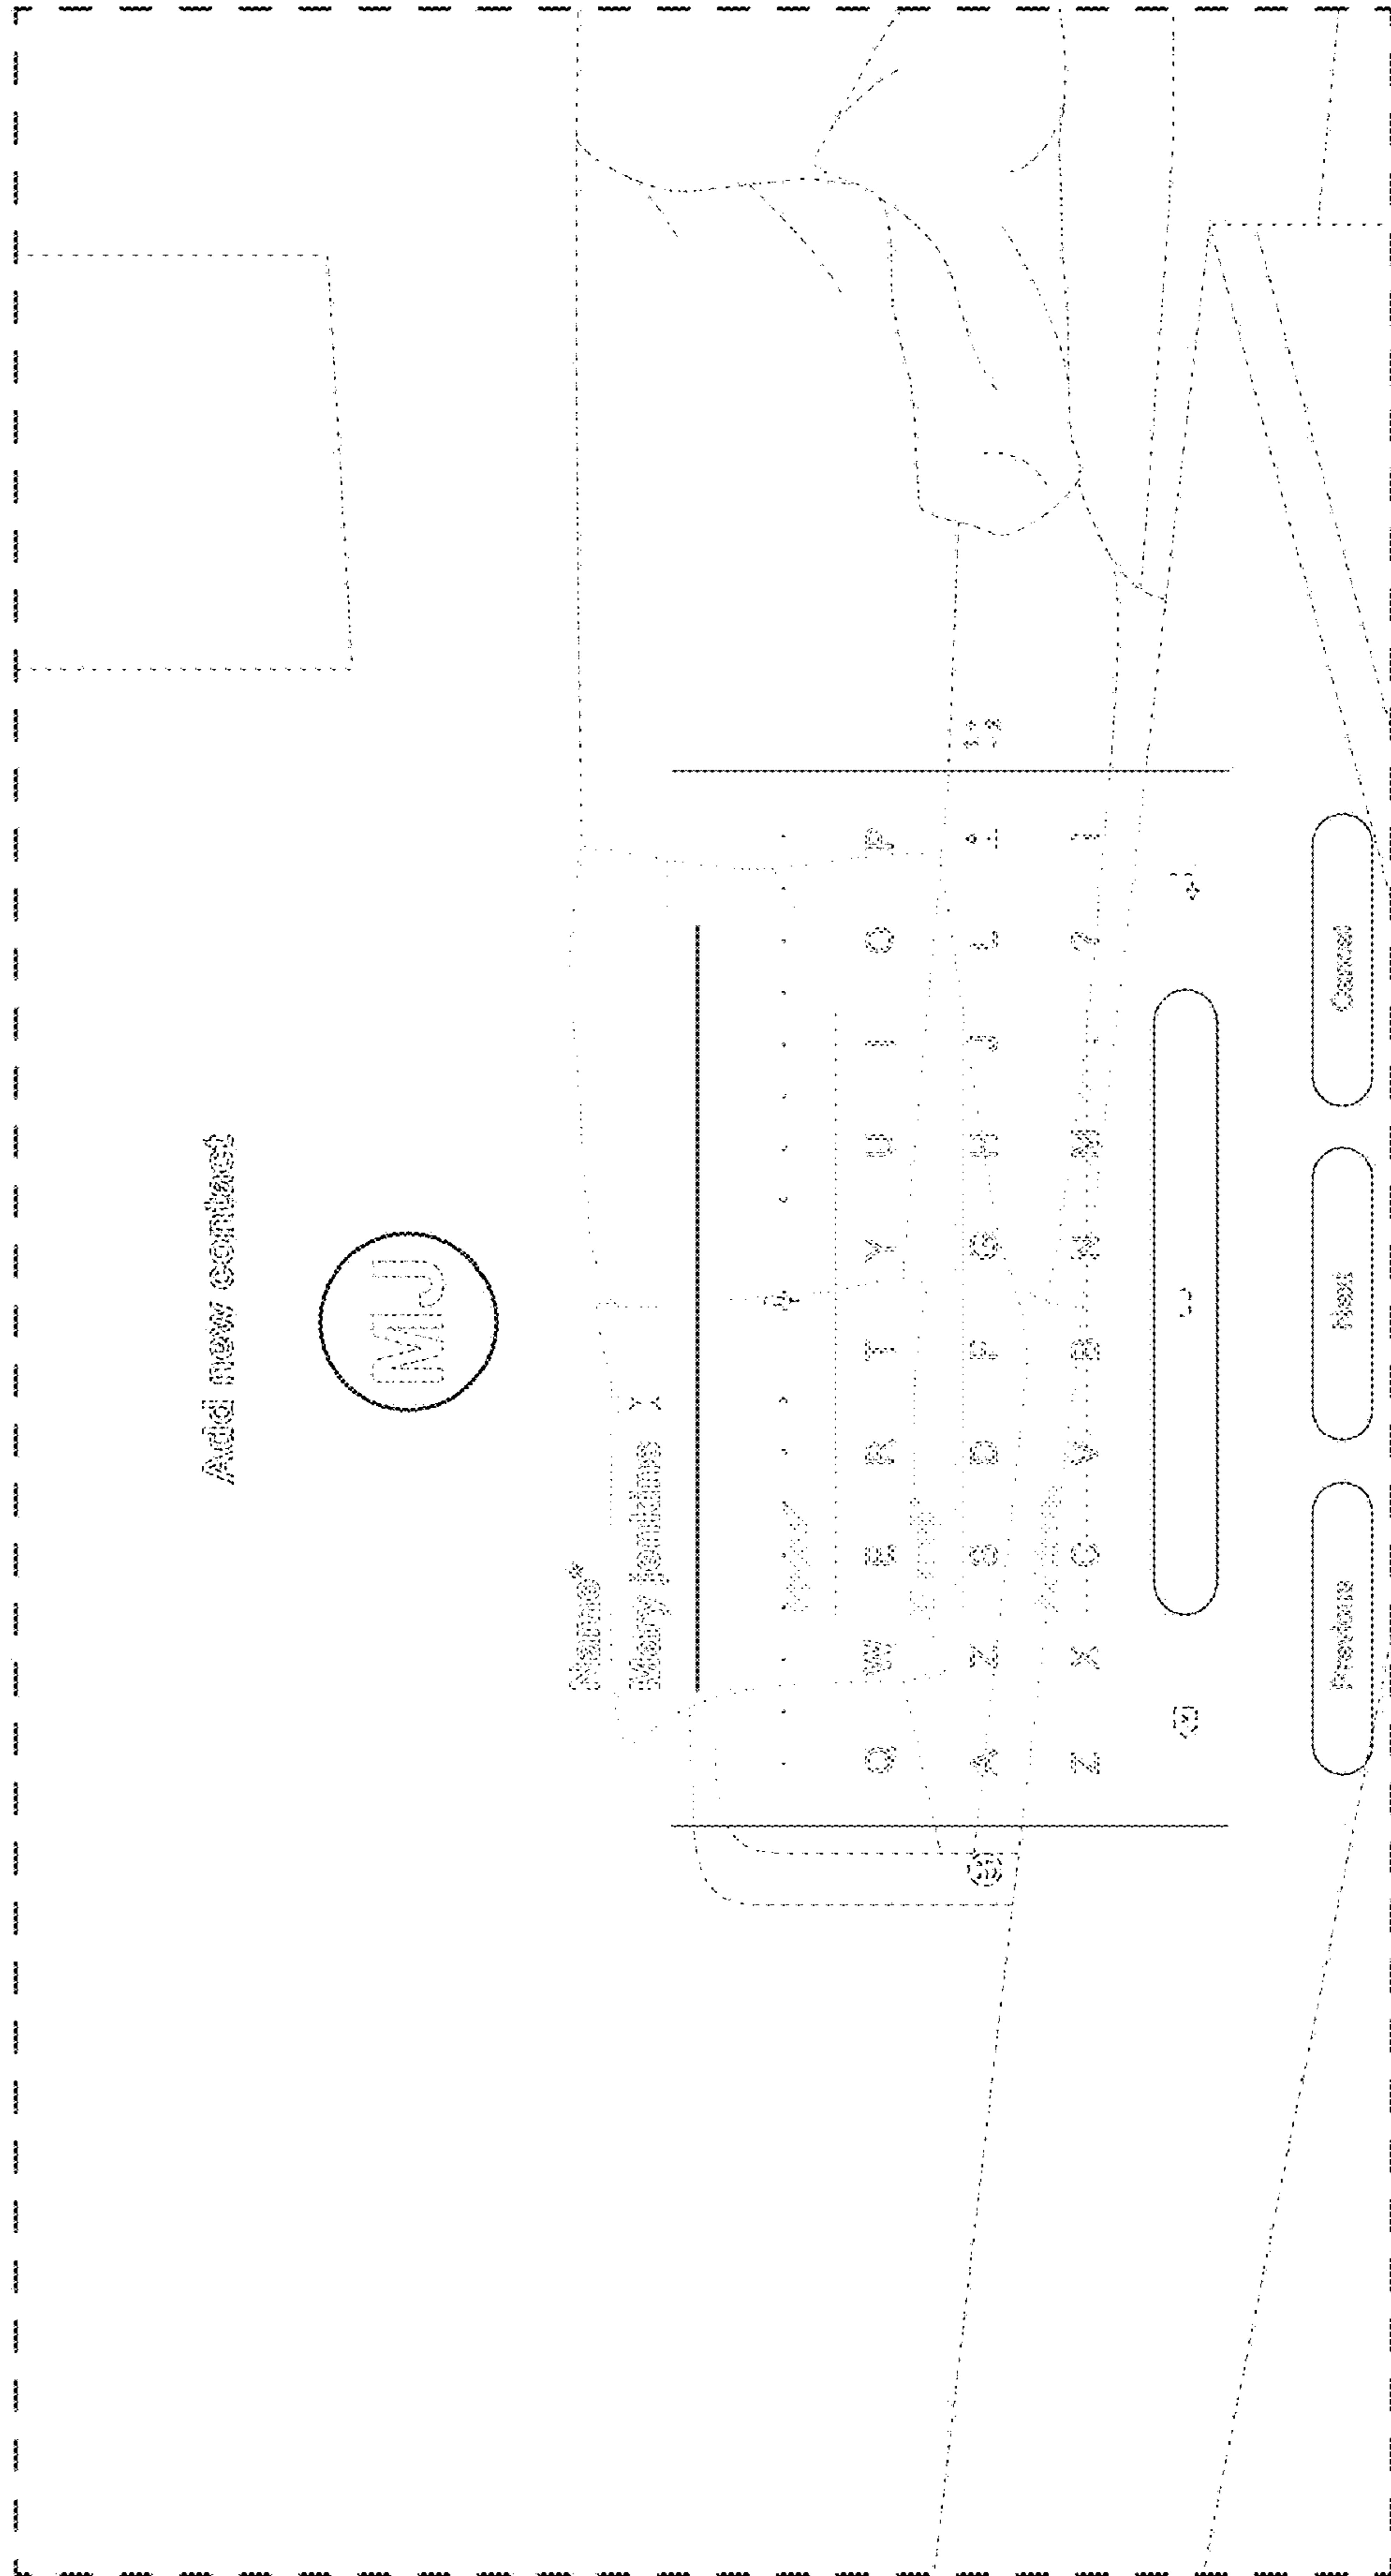 Add new contact
MJ
Name*
Mary jenkins X
Q W E R T Y U I O P
A Z S D F G H J L
Z X C V B N M . ?
Previous Next Cancel